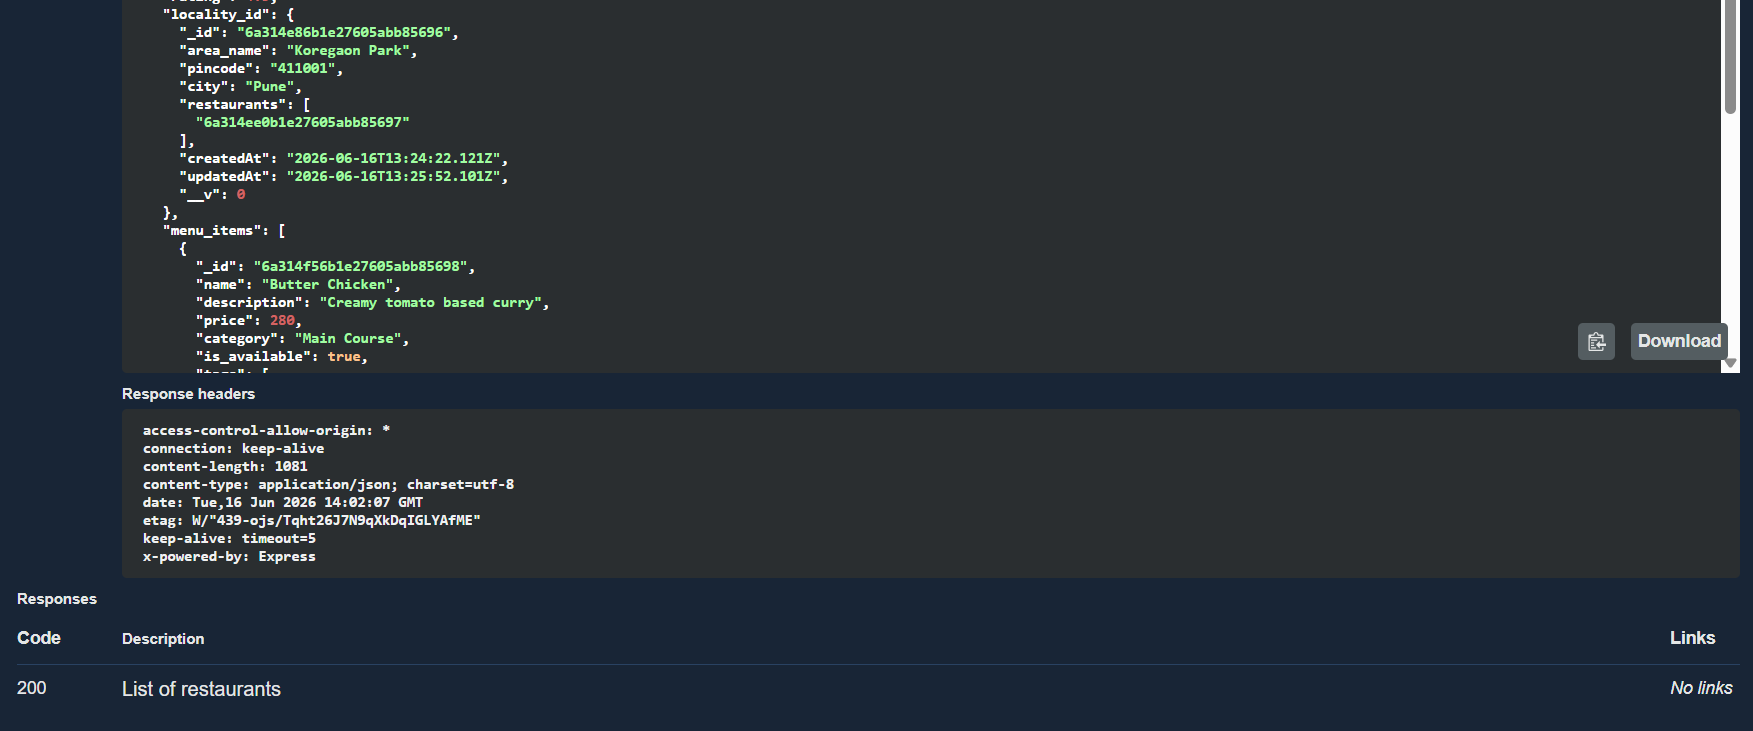 "locality_id": {
"_id": "6a314e86b1e27605abb85696",
"area_name": "Koregaon Park",
"pincode": "411001",
"city": "Pune",
"restaurants": [
"6a314ee0b1e27605abb85697"
],
"createdAt": "2026-06-16T13:24:22.121Z",
"updatedAt": "2026-06-16T13:25:52.101Z",
"__v": 0
},
"menu_items": [
{
"_id": "6a314f56b1e27605abb85698",
"name": "Butter Chicken",
"description": "Creamy tomato based curry",
"price": 280,
"category": "Main Course",
"is_available": true,
Download
Response headers
access-control-allow-origin: *
connection: keep-alive
content-length: 1081
content-type: application/json; charset=utf-8
date: Tue,16 Jun 2026 14:02:07 GMT
etag: W/"439-ojs/Tqht26J7N9qXkDqIGLYAfME"
keep-alive: timeout=5
x-powered-by: Express
Responses
Code Description Links
200 List of restaurants No links